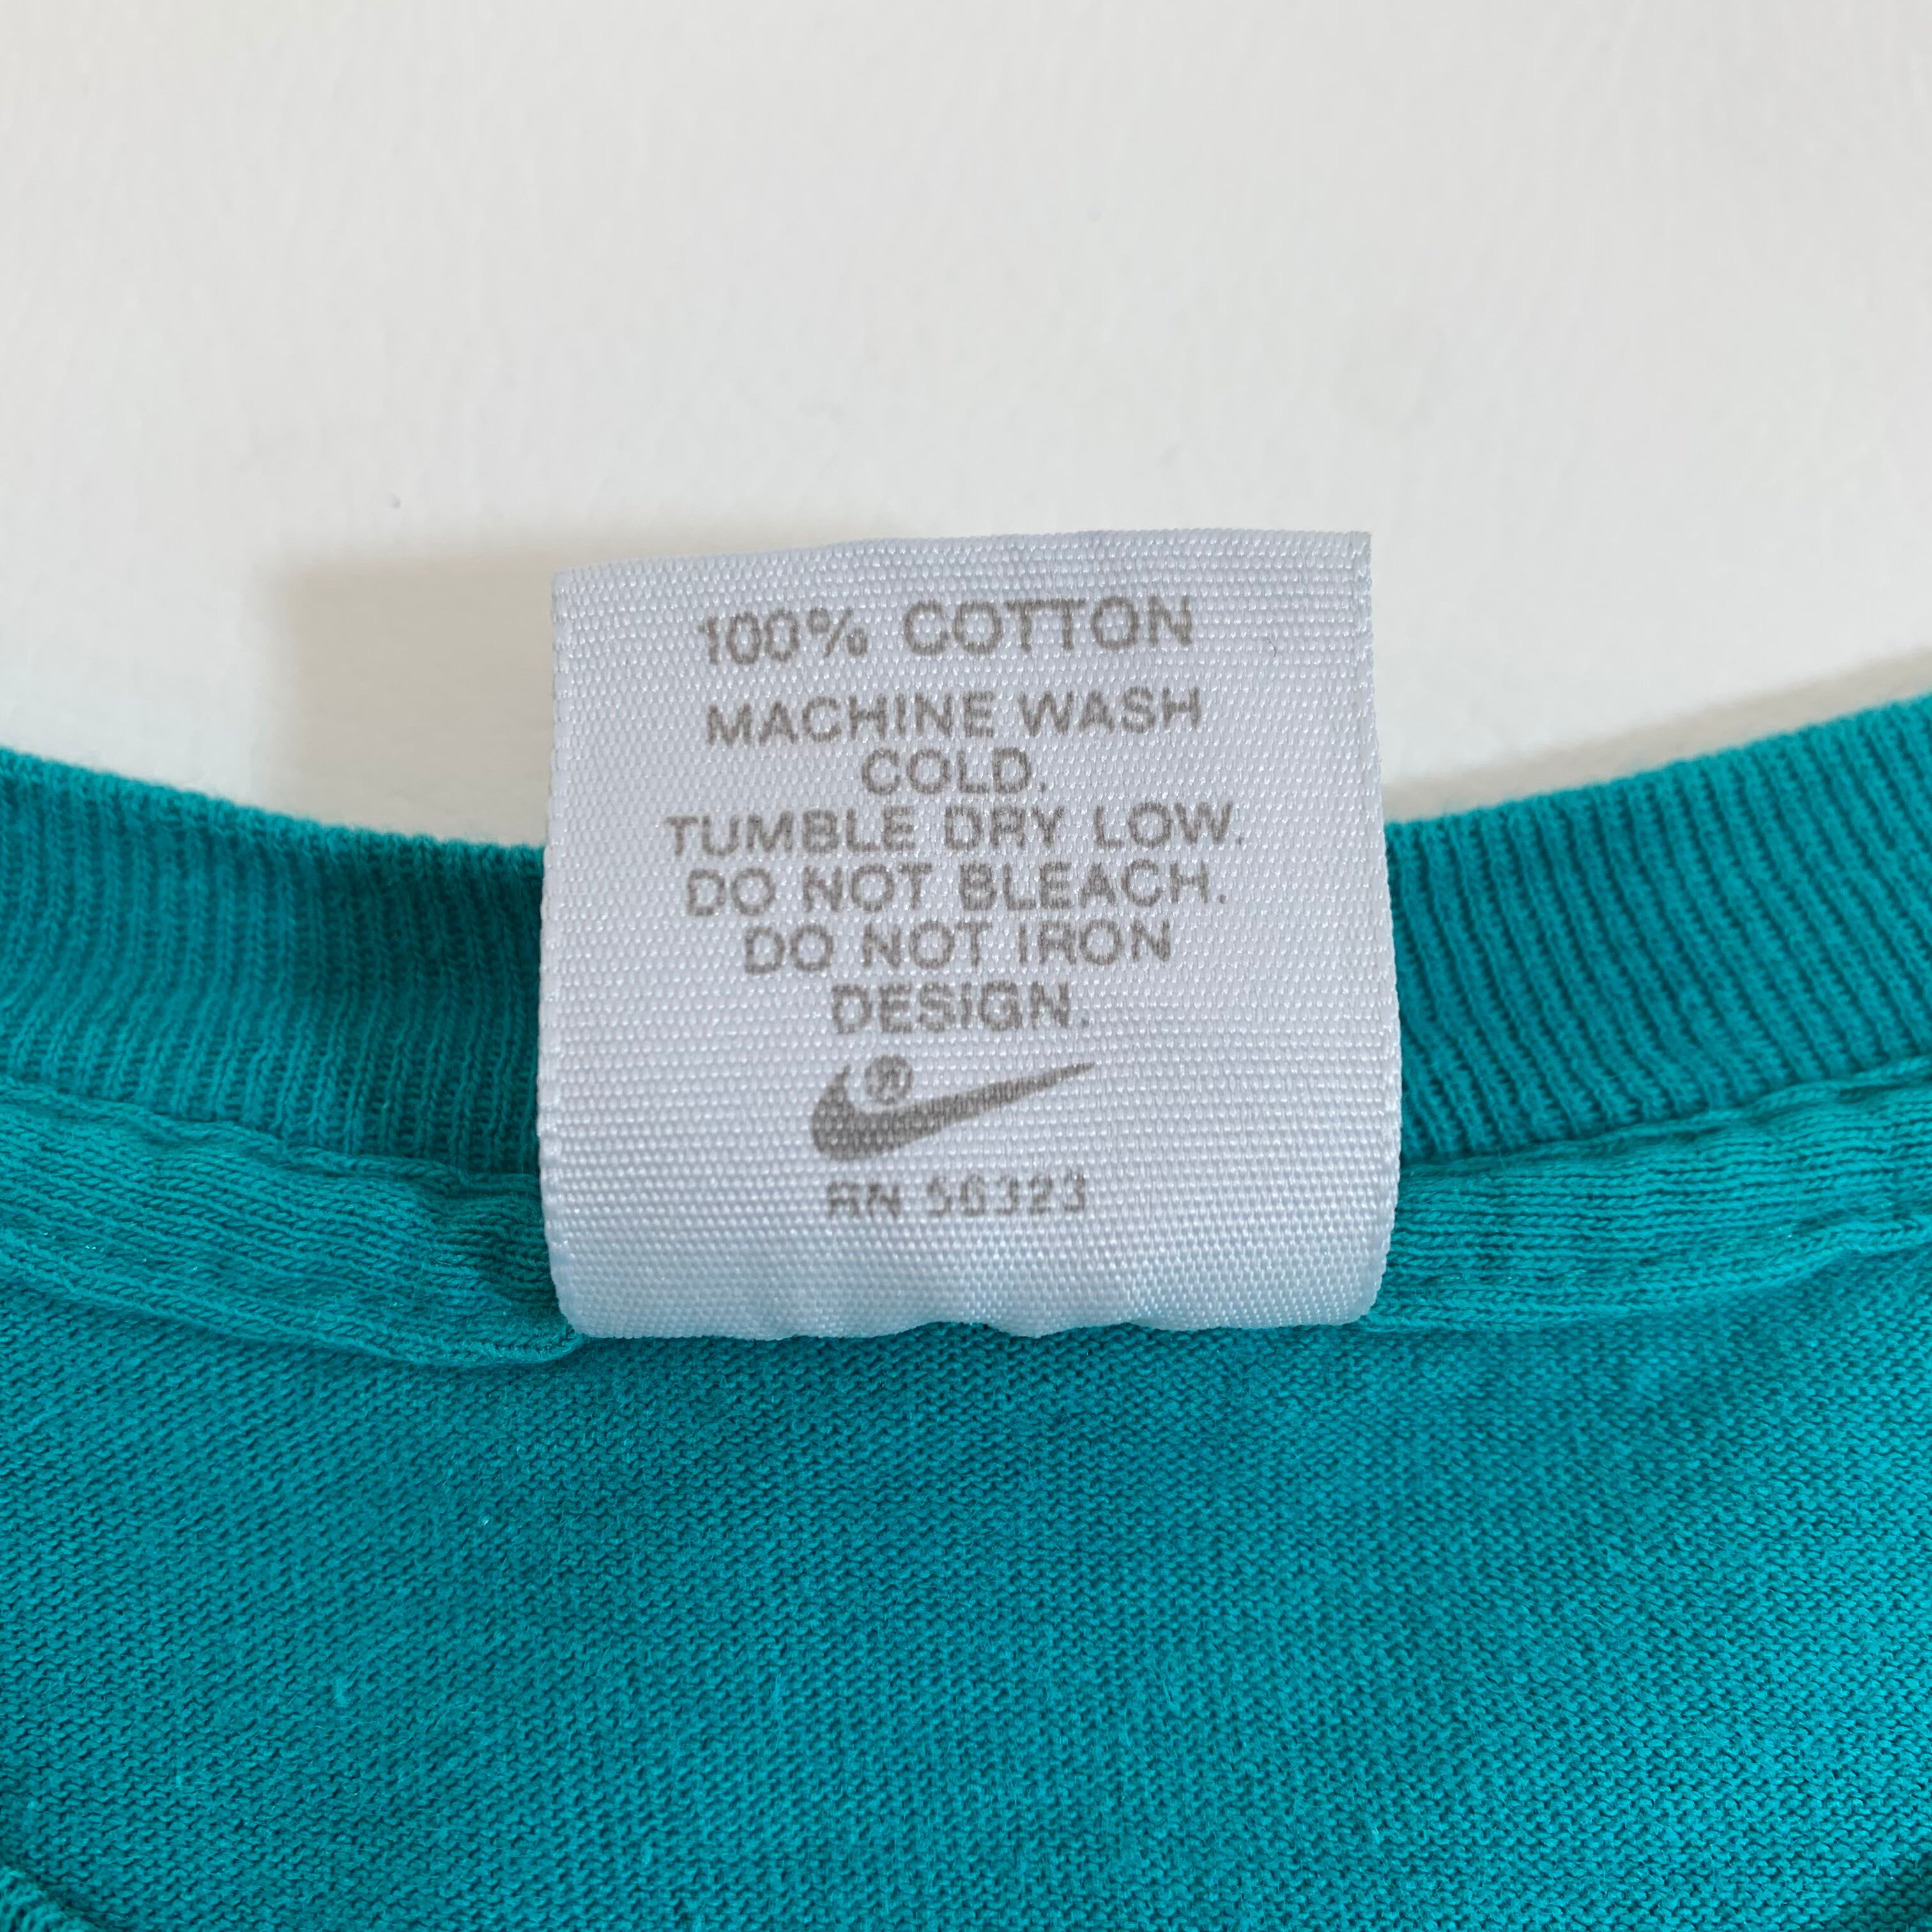 100% COTTON
MACHINE WASH
COLD.
TUMBLE DRY LOW.
DO NOT BLEACH.
DO NOT IRON
DESIGN.
®
RN 56323